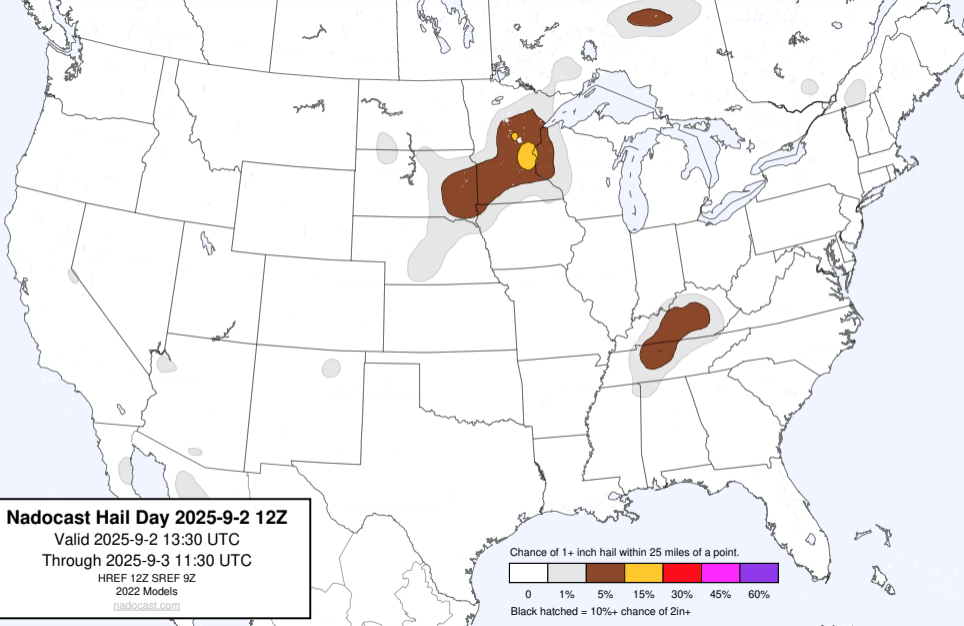 Nadocast Hail Day 2025-9-2 12Z
Valid 2025-9-2 13:30 UTC
Through 2025-9-3 11:30 UTC
HREF 12Z SREF 9Z
2022 Models
nadocast.com
Chance of 1+ inch hail within 25 miles of a point.
0 1% 5% 15% 30% 45% 60%
Black hatched = 10%+ chance of 2in+